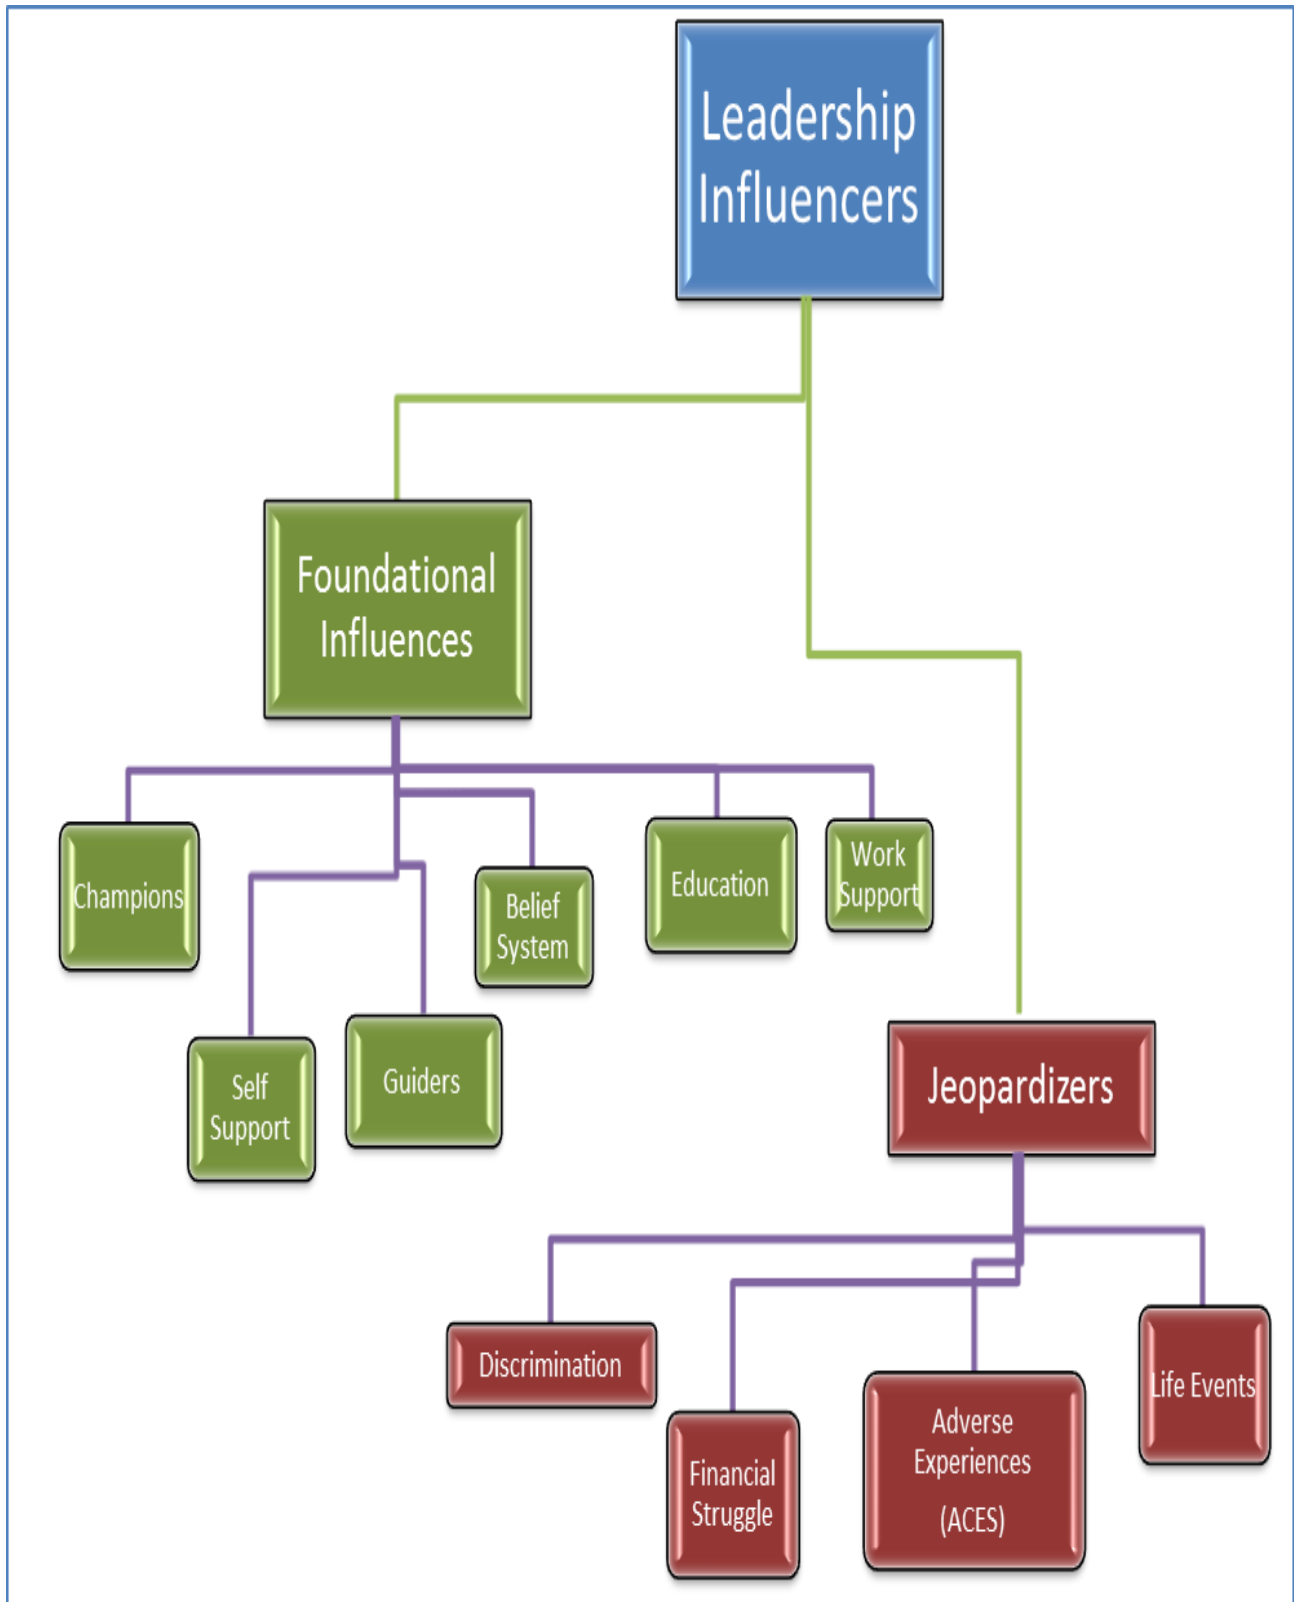 Leadership
Influencers
Foundational
Influences
Champions
Self
Support
Guiders
Belief
System
Education
Work
Support
Jeopardizers
Discrimination
Financial
Struggle
Adverse
Experiences
(ACES)
Life Events